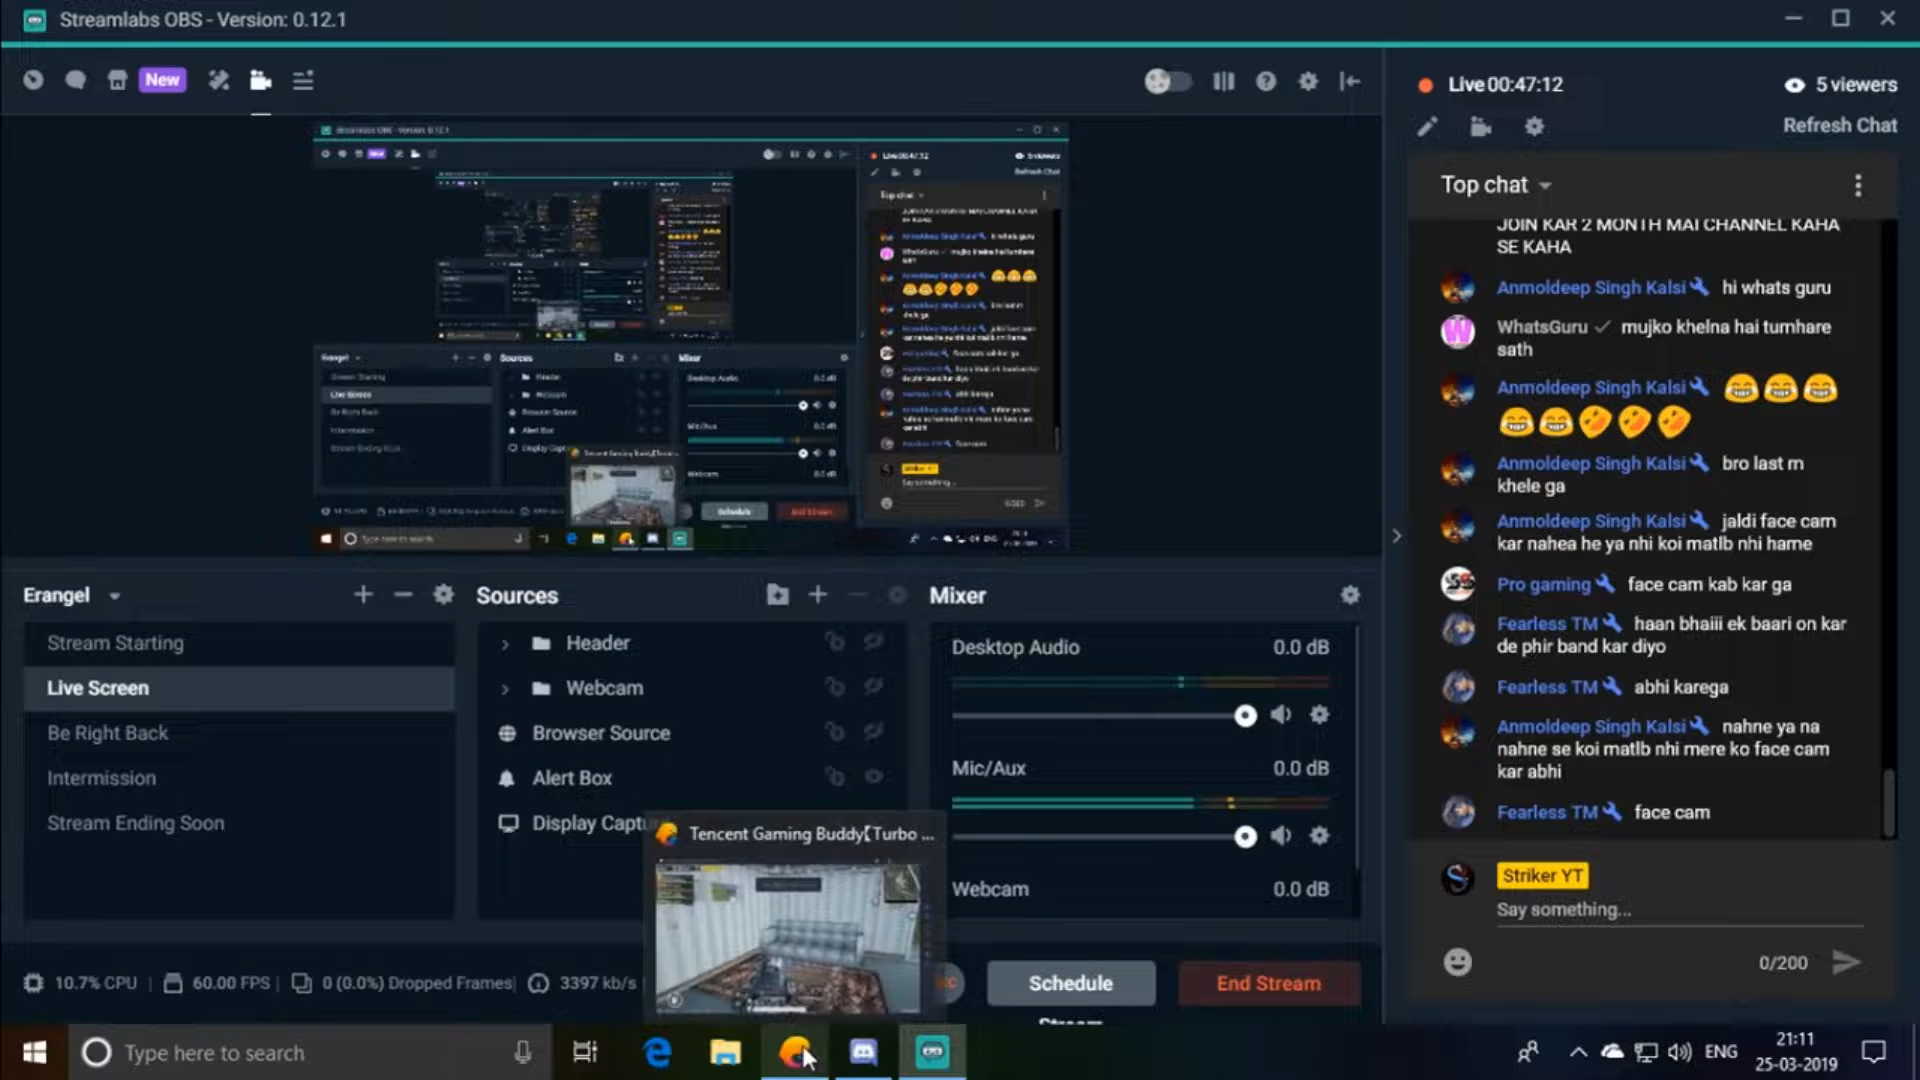 Streamlabs OBS - Version: 0.12.1
New
Live 00:47:12
5 viewers
Refresh Chat
Top chat
JOIN KAR 2 MONTH MAI CHANNEL KAHA
SE KAHA
Anmoldeep Singh Kalsi hi whats guru
WhatsGuru ✓ mujko khelna hai tumhare
sath
Anmoldeep Singh Kalsi 😂😂😂
😂😂🤣🤣🤣
Anmoldeep Singh Kalsi bro last m
khele ga
Anmoldeep Singh Kalsi jaldi face cam
kar nahea he ya nhi koi matlb nhi hame
Pro gaming face cam kab kar ga
Fearless TM haan bhaiii ek baari on kar
de phir band kar diyo
Fearless TM abhi karega
Anmoldeep Singh Kalsi nahne ya na
nahne se koi matlb nhi mere ko face cam
kar abhi
Fearless TM face cam
Striker YT
Say something...
0/200
Erangel
Stream Starting
Live Screen
Be Right Back
Intermission
Stream Ending Soon
Sources
Header
Webcam
Browser Source
Alert Box
Display Captu
Mixer
Desktop Audio 0.0 dB
Mic/Aux 0.0 dB
Webcam 0.0 dB
Tencent Gaming Buddy【Turbo ...
10.7% CPU | 60.00 FPS | 0 (0.0%) Dropped Frames | 3397 kb/s
Schedule
Stream
End Stream
Type here to search
ENG
21:11
25-03-2019